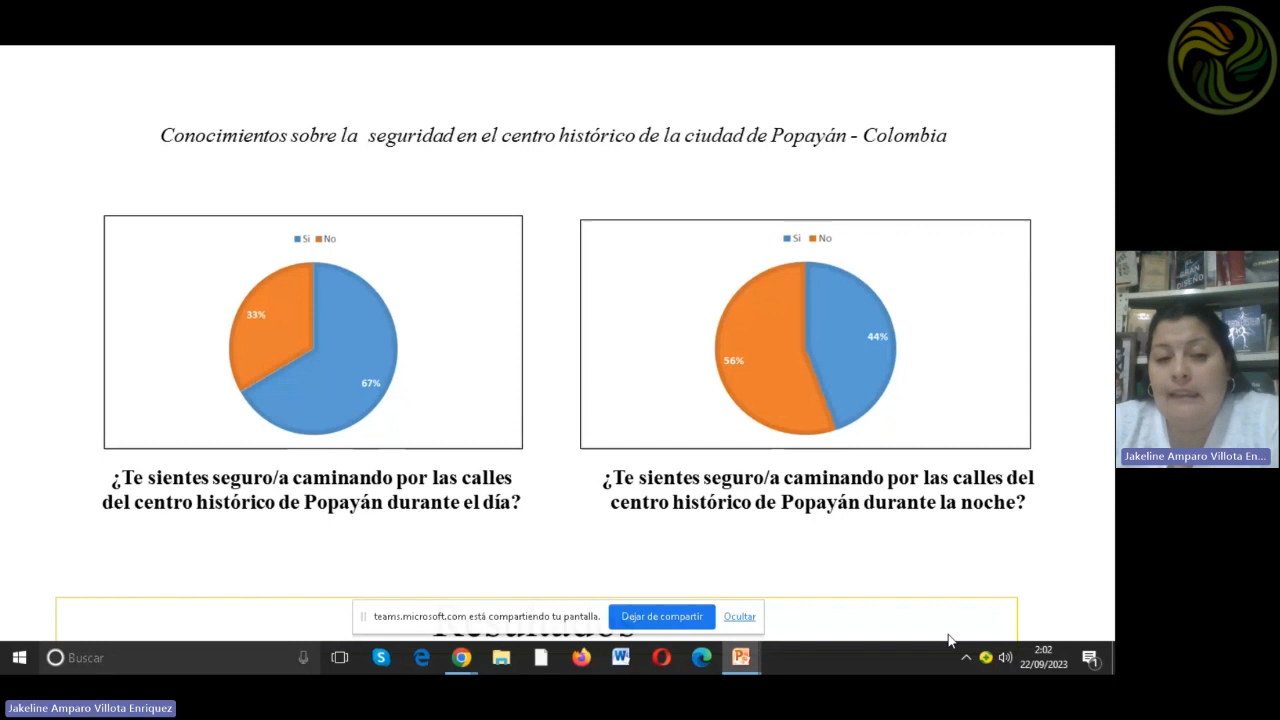 Conocimientos sobre la seguridad en el centro histórico de la ciudad de Popayán - Colombia
Si No
33%
67%
Si No
44%
56%
¿Te sientes seguro/a caminando por las calles
del centro histórico de Popayán durante el día?
¿Te sientes seguro/a caminando por las calles del
centro histórico de Popayán durante la noche?
GRAN
DISEÑO
Jakeline Amparo Villota En...
teams.microsoft.com está compartiendo tu pantalla.
Dejar de compartir
Ocultar
Resultados
Buscar
2:02
22/09/2023
1
Jakeline Amparo Villota Enriquez